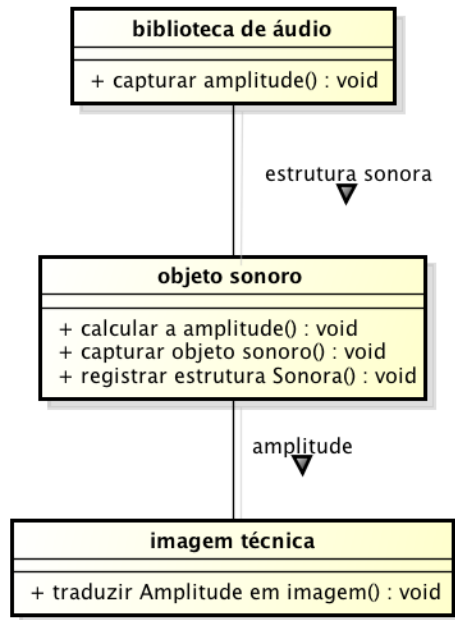 biblioteca de áudio
+ capturar amplitude() : void
estrutura sonora
objeto sonoro
+ calcular a amplitude() : void
+ capturar objeto sonoro() : void
+ registrar estrutura Sonora() : void
amplitude
imagem técnica
+ traduzir Amplitude em imagem() : void